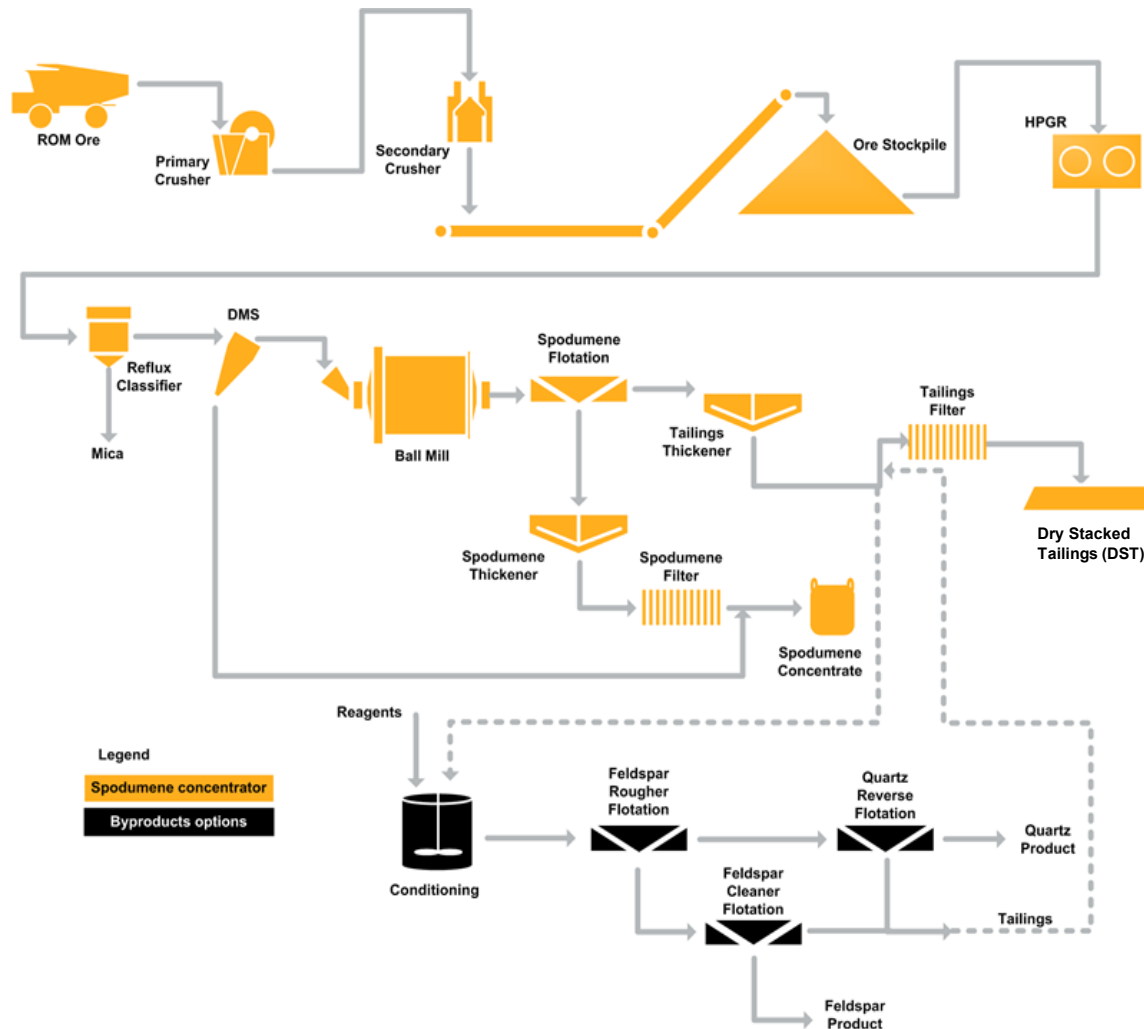 ROM Ore
Primary
Crusher
Secondary
Crusher
Ore Stockpile
HPGR
Reflux
Classifier
Mica
DMS
Ball Mill
Spodumene
Flotation
Tailings
Thickener
Tailings
Filter
Dry Stacked
Tailings (DST)
Spodumene
Thickener
Spodumene
Filter
Spodumene
Concentrate
Reagents
Legend
Spodumene concentrator
Byproducts options
Conditioning
Feldspar
Rougher
Flotation
Quartz
Reverse
Flotation
Quartz
Product
Feldspar
Cleaner
Flotation
Tailings
Feldspar
Product